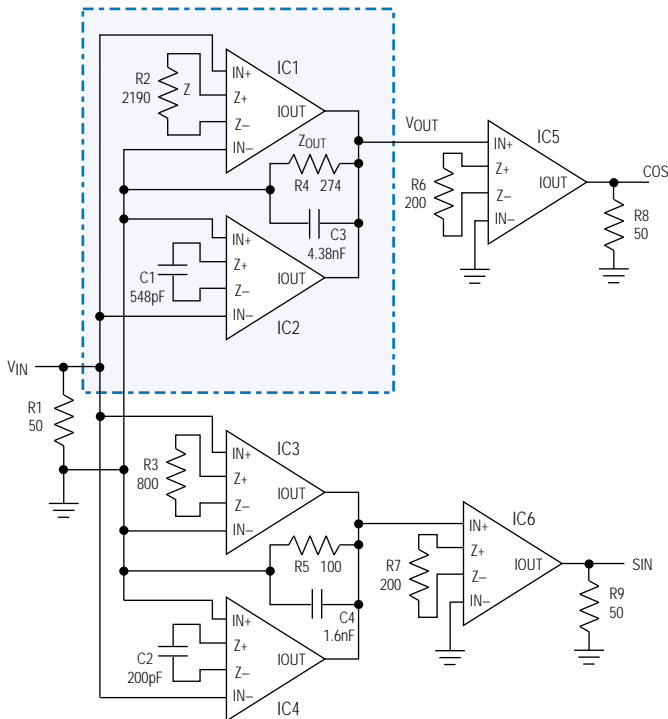 IC1
IN+
Z+
Z−
IN−
IOUT
R2
2190
Z
ZOUT
R4 274
C3
4.38nF
IN+
Z+
Z−
IN−
IOUT
C1
548pF
IC2
VOUT
IC5
IN+
Z+
Z−
IN−
IOUT
R6
200
COS
R8
50
VIN
R1
50
IC3
IN+
Z+
Z−
IN−
IOUT
R3
800
R5 100
C4
1.6nF
IN+
Z+
Z−
IN−
IOUT
C2
200pF
IC4
IC6
IN+
Z+
Z−
IN−
IOUT
R7
200
SIN
R9
50